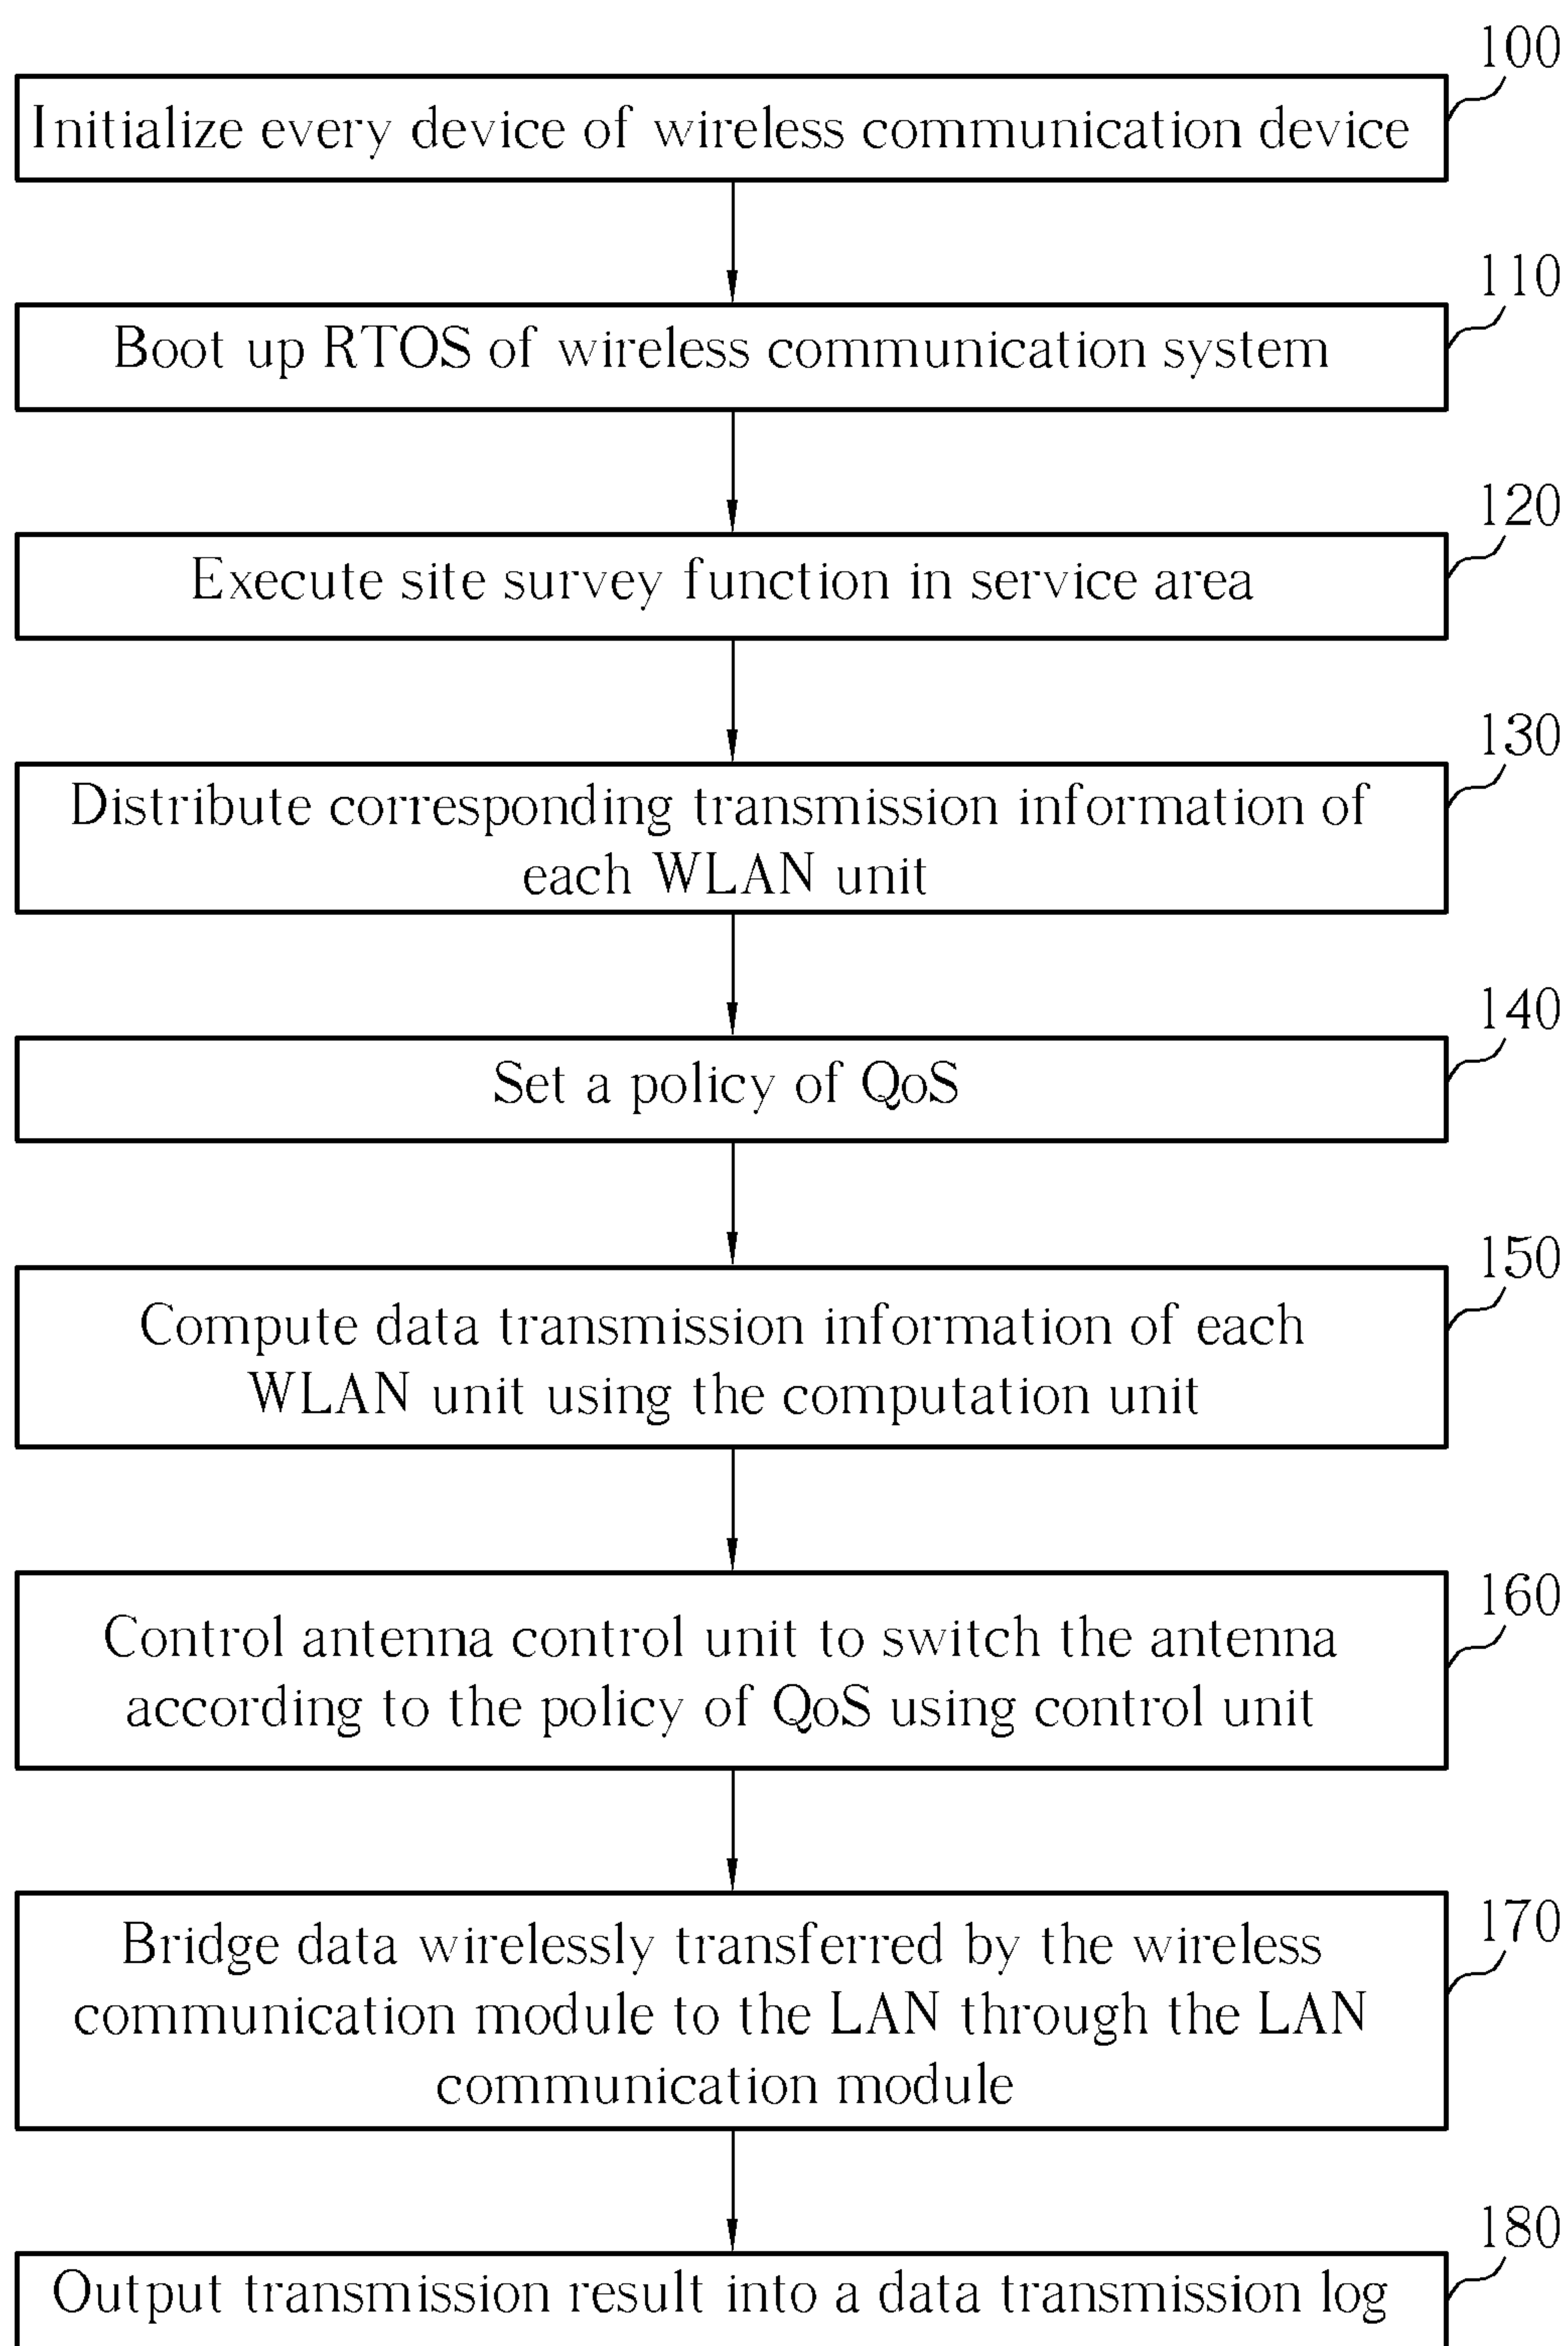 100
Initialize every device of wireless communication device
110
Boot up RTOS of wireless communication system
120
Execute site survey function in service area
130
Distribute corresponding transmission information of
each WLAN unit
140
Set a policy of QoS
150
Compute data transmission information of each
WLAN unit using the computation unit
160
Control antenna control unit to switch the antenna
according to the policy of QoS using control unit
170
Bridge data wirelessly transferred by the wireless
communication module to the LAN through the LAN
communication module
180
Output transmission result into a data transmission log